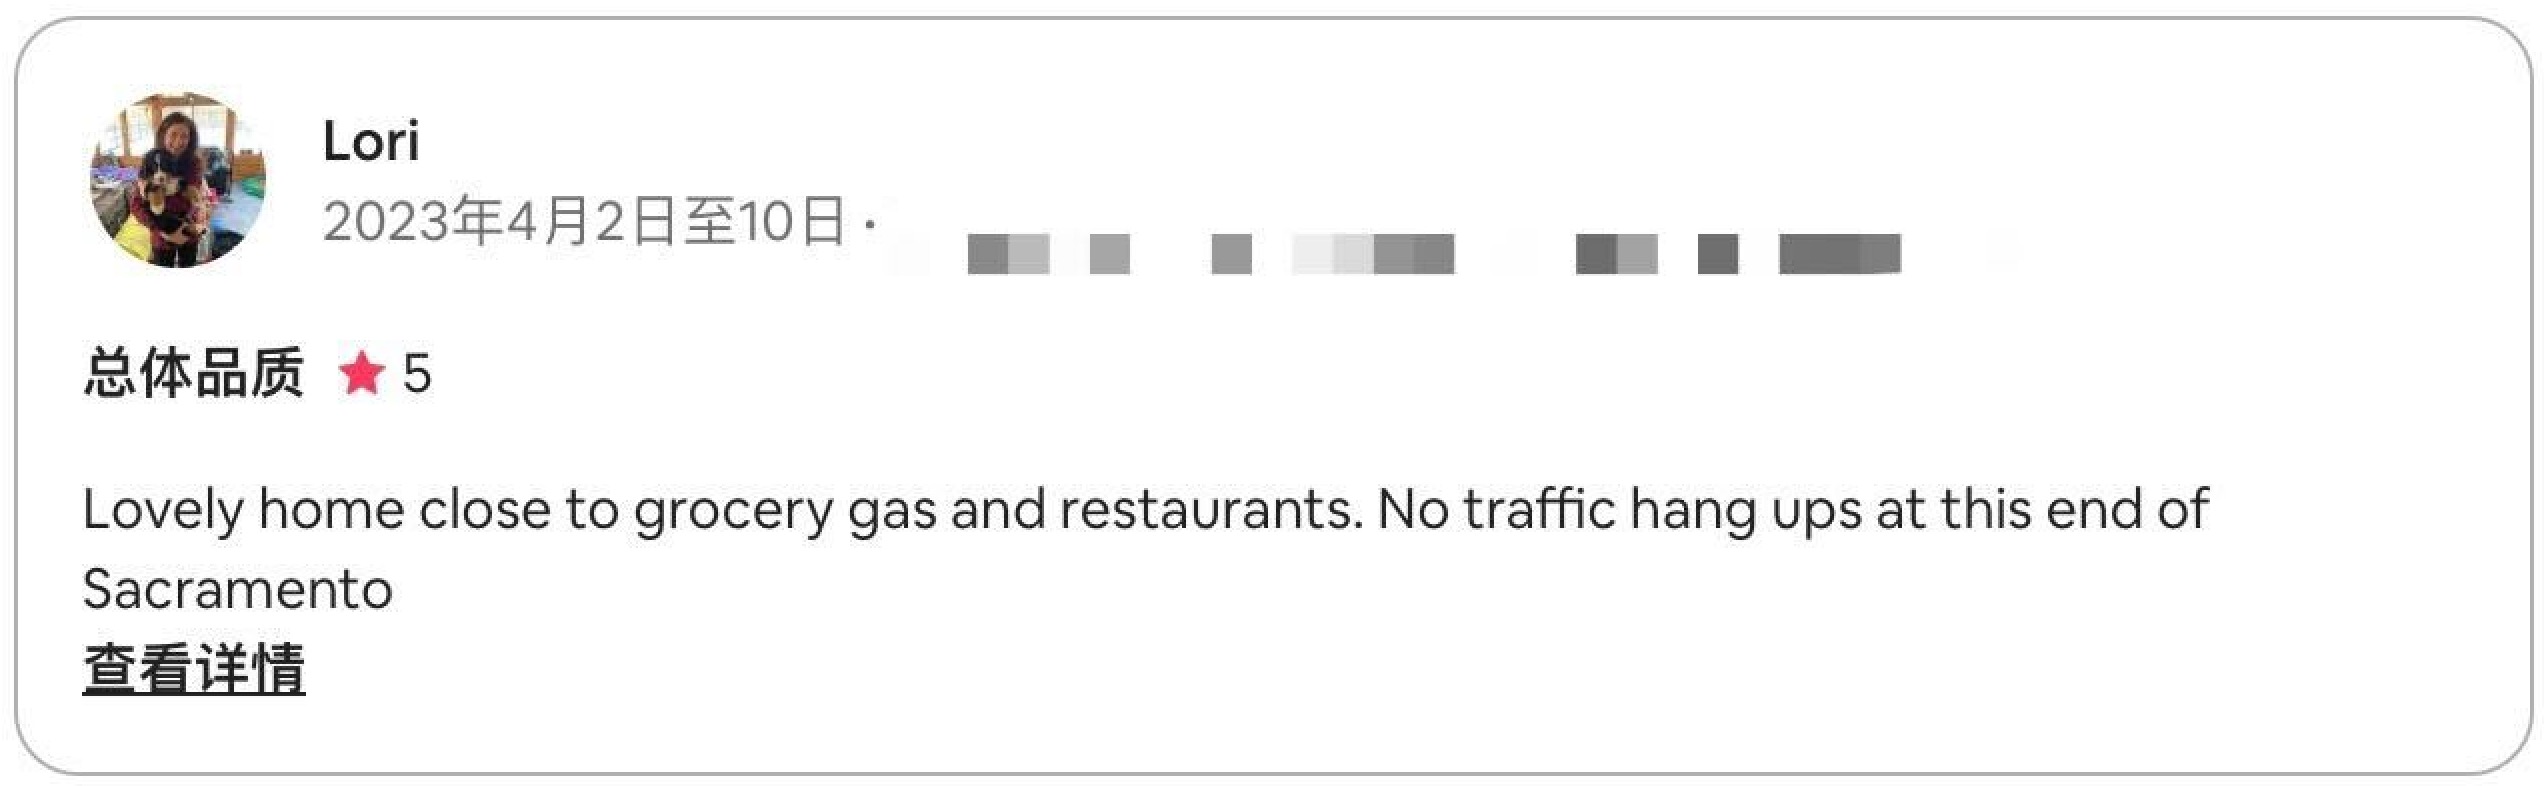 Lori
2023年4月2日至10日 ·
总体品质 ★ 5
Lovely home close to grocery gas and restaurants. No traffic hang ups at this end of
Sacramento
查看详情